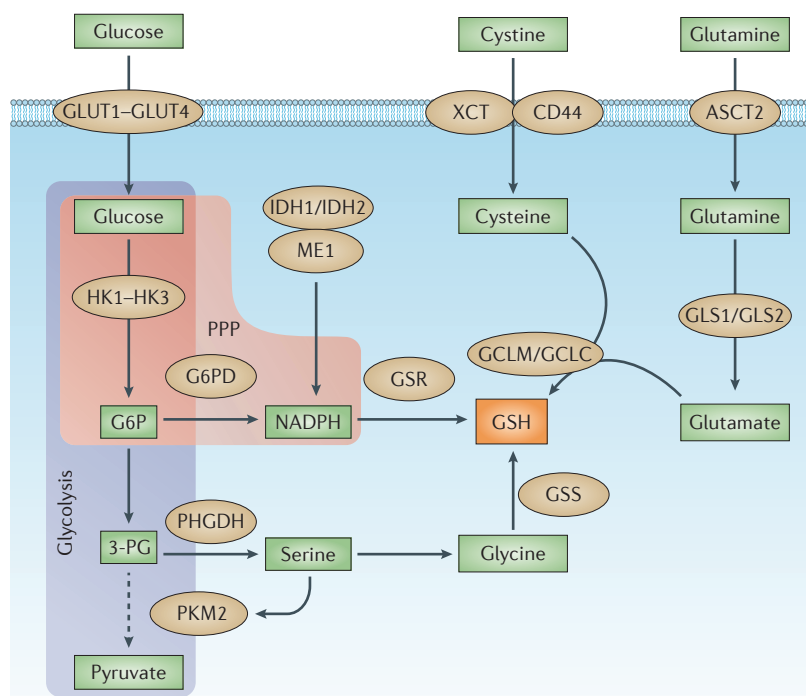 Glucose
Cystine
Glutamine
GLUT1–GLUT4
XCT
CD44
ASCT2
Glucose
IDH1/IDH2
Cysteine
Glutamine
ME1
HK1–HK3
GLS1/GLS2
PPP
GCLM/GCLC
G6PD
GSR
G6P
NADPH
GSH
Glutamate
Glycolysis
GSS
PHGDH
3-PG
Serine
Glycine
PKM2
Pyruvate